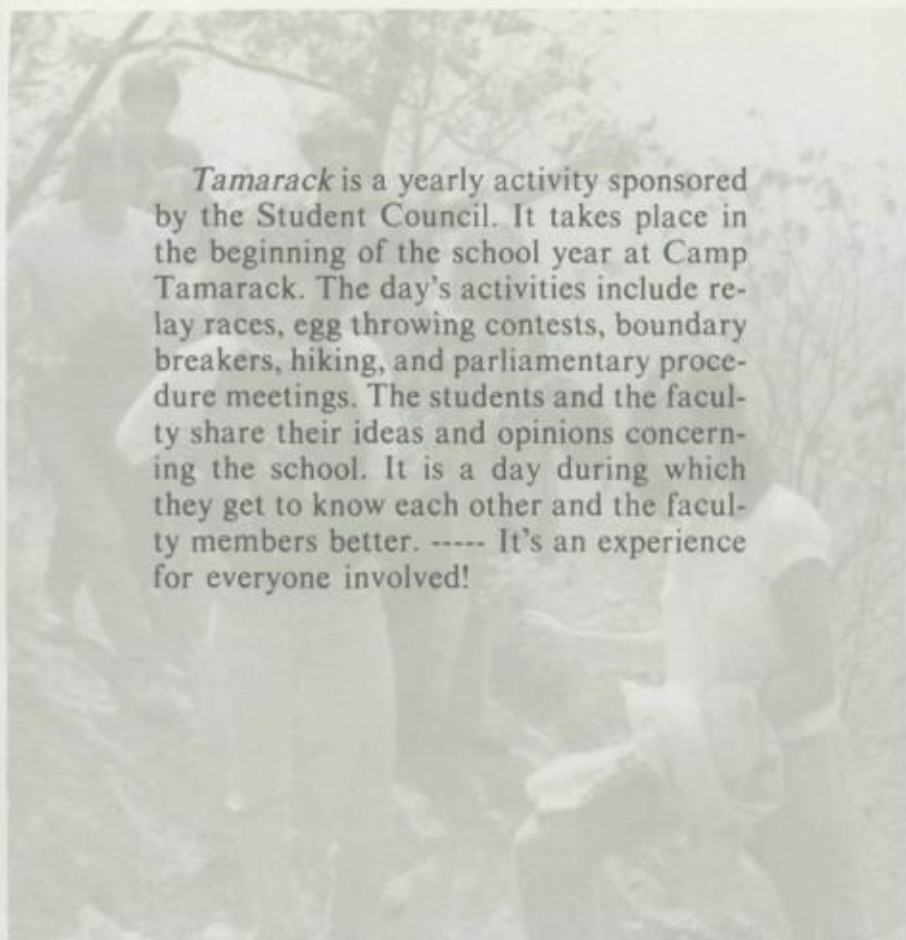 Tamarack is a yearly activity sponsored
by the Student Council. It takes place in
the beginning of the school year at Camp
Tamarack. The day's activities include re-
lay races, egg throwing contests, boundary
breakers, hiking, and parliamentary proce-
dure meetings. The students and the facul-
ty share their ideas and opinions concern-
ing the school. It is a day during which
they get to know each other and the facul-
ty members better. ----- It's an experience
for everyone involved!